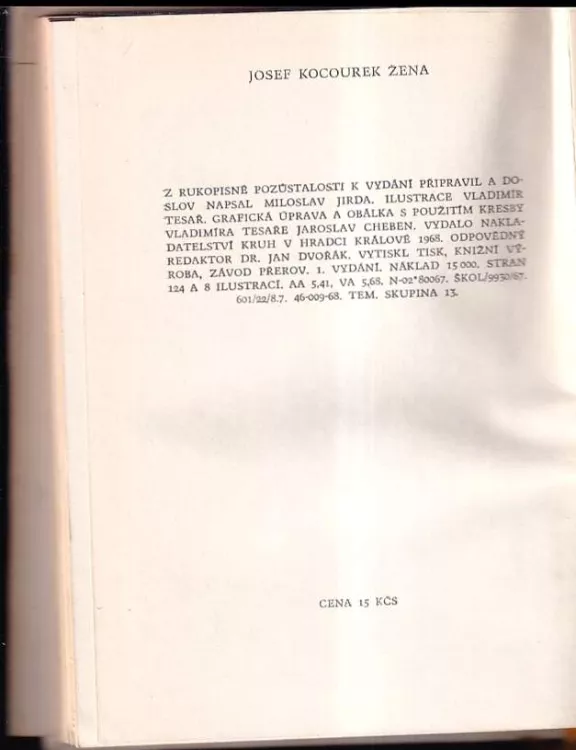 JOSEF KOCOUREK ŽENA
Z RUKOPISNÉ POZŮSTALOSTI K VYDÁNÍ PŘIPRAVIL A DO-
SLOV NAPSAL MILOSLAV JIRDA. ILUSTRACE VLADIMÍR
TESAŘ. GRAFICKÁ ÚPRAVA A OBÁLKA S POUŽITÍM KRESBY
VLADIMÍRA TESAŘE JAROSLAV CHEBEN. VYDALO NAKLA-
DATELSTVÍ KRUH V HRADCI KRÁLOVÉ 1968. ODPOVĚDNÝ
REDAKTOR DR. JAN DVOŘÁK. VYTISKL TISK, KNIŽNÍ VÝ-
ROBA, ZÁVOD PŘEROV. 1. VYDÁNÍ. NÁKLAD 15 000. STRAN
124 A 8 ILUSTRACÍ. AA 5,41, VA 5,68. N-02*80067. ŠKOL/9930/67.
601/22/8.7. 46-009-68. TEM. SKUPINA 13.
CENA 15 KČS